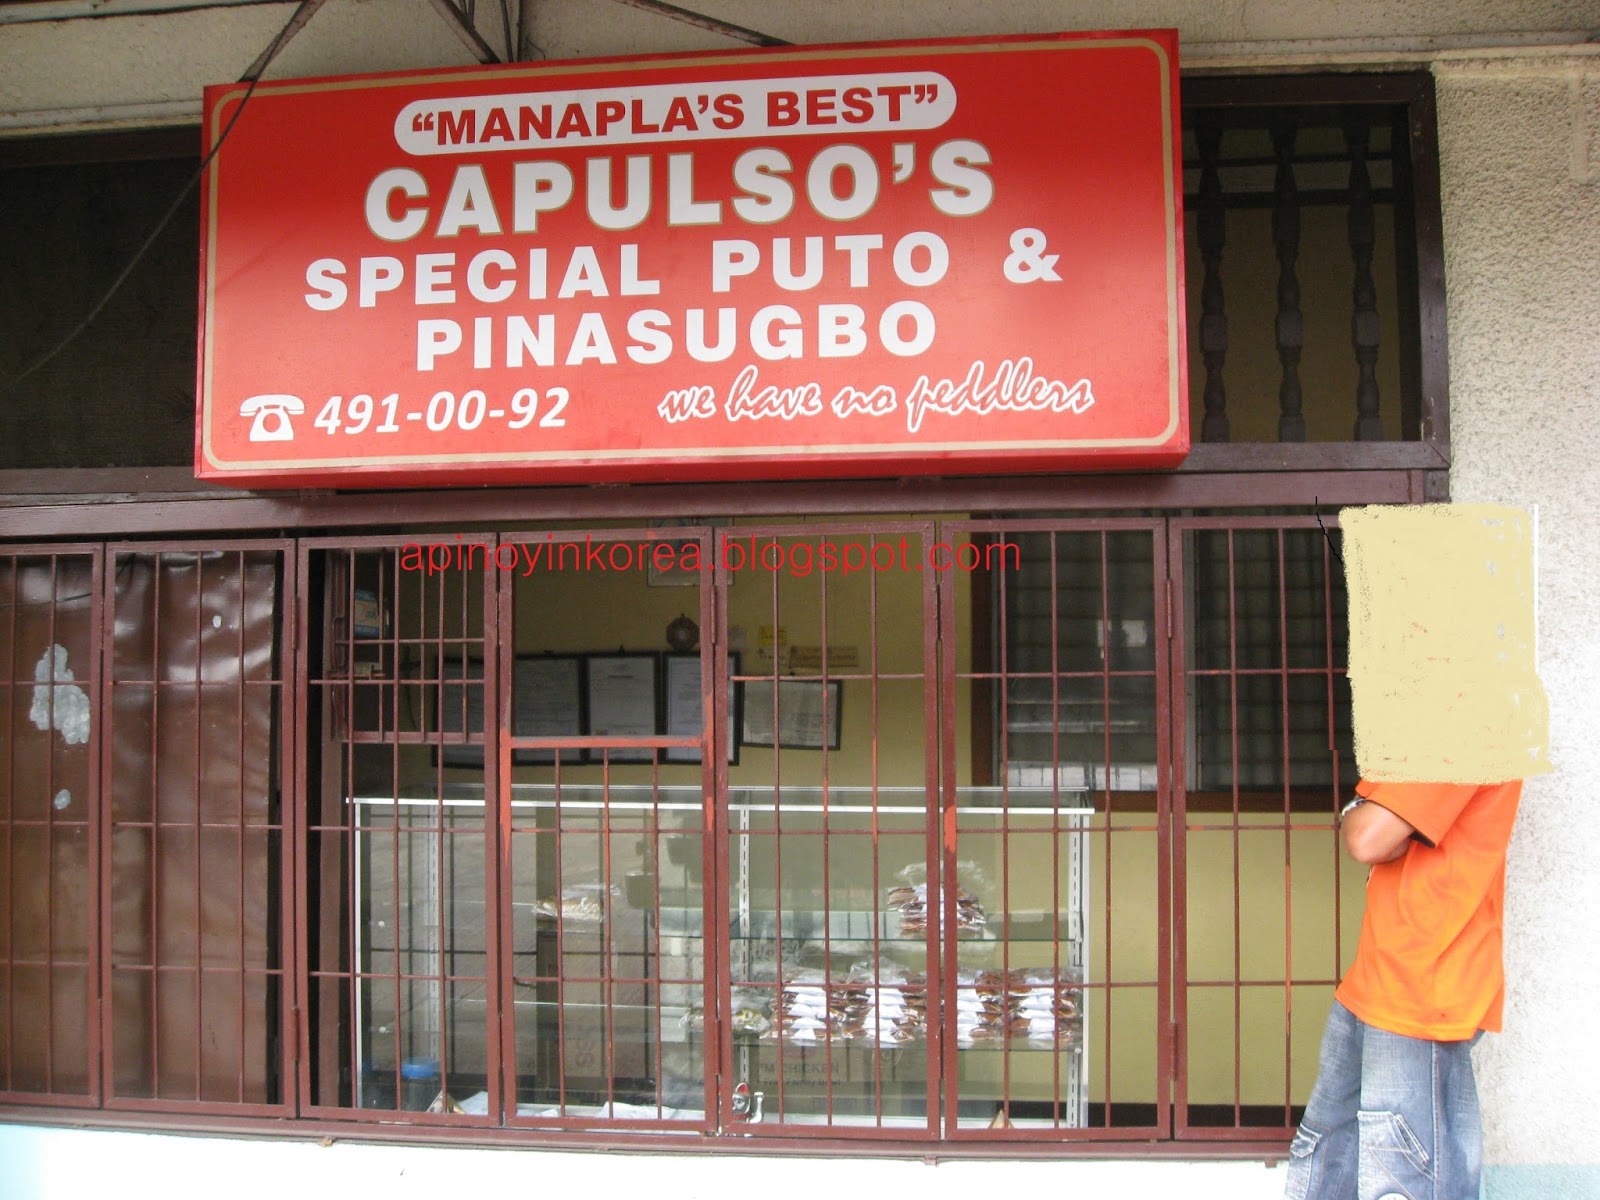 “MANAPLA’S BEST”
CAPULSO’S
SPECIAL PUTO &
PINASUGBO
491-00-92
we have no peddlers
apinoyinkorea.blogspot.com